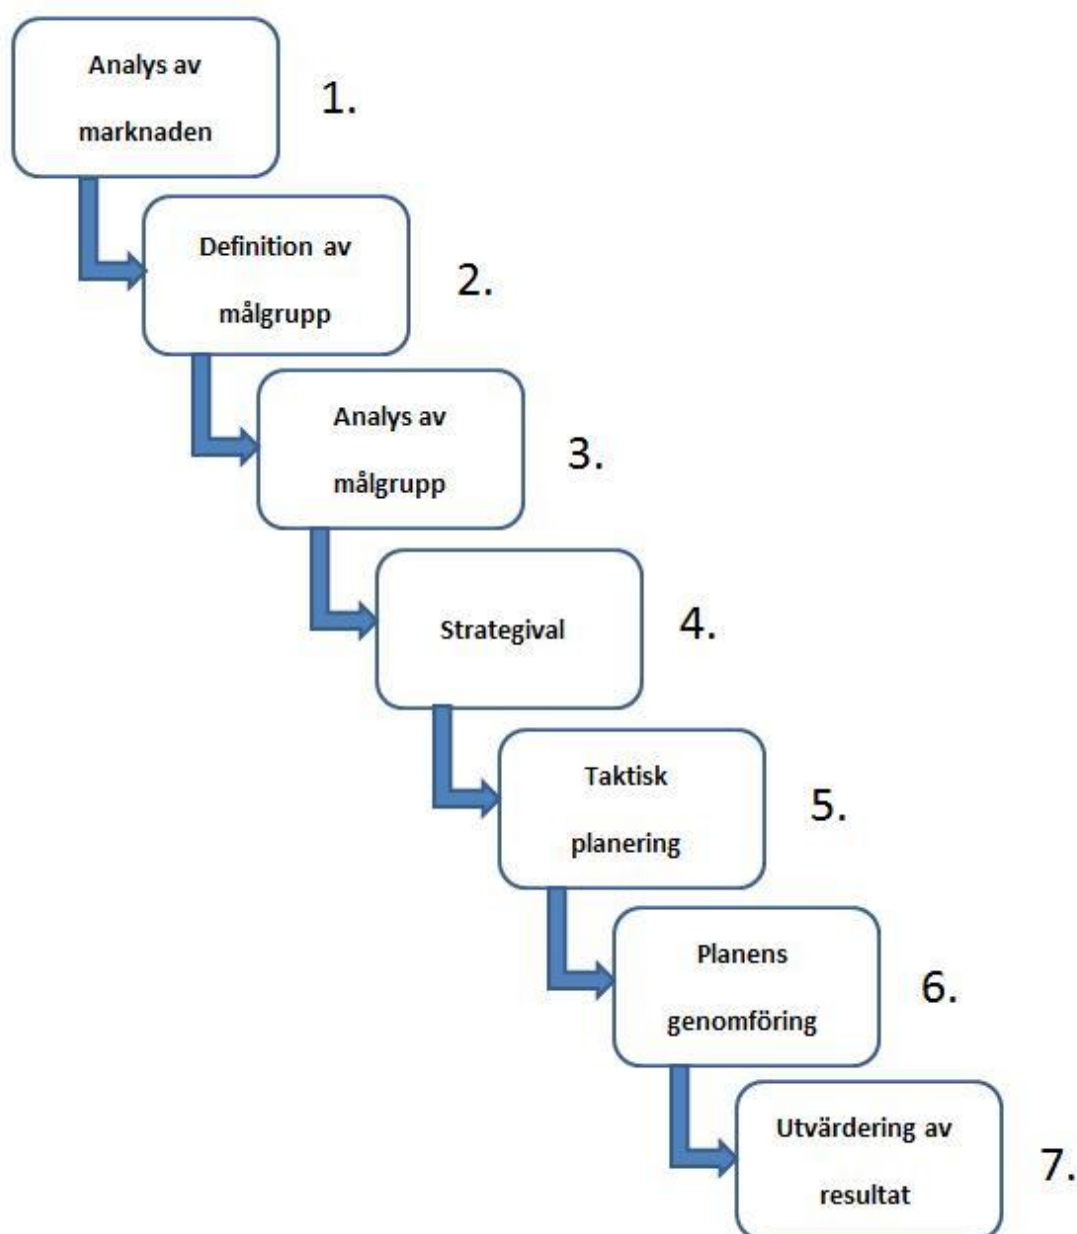 Analys av
marknaden
1.
Definition av
målgrupp
2.
Analys av
målgrupp
3.
Strategival
4.
Taktisk
planering
5.
Planens
genomföring
6.
Utvärdering av
resultat
7.